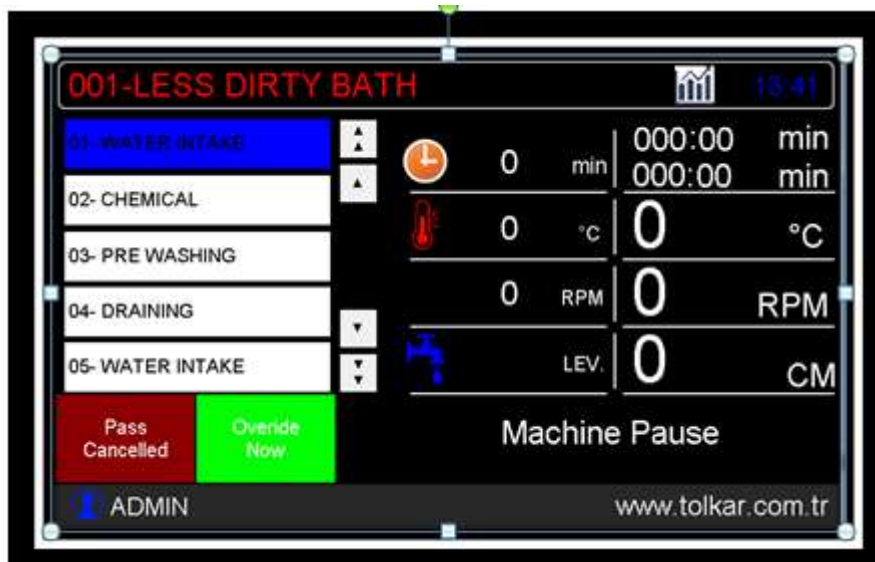 001-LESS DIRTY BATH 13:41
01- WATER INTAKE
02- CHEMICAL
03- PRE WASHING
04- DRAINING
05- WATER INTAKE
0 min 000:00 min
000:00 min
0 °C 0 °C
0 RPM 0 RPM
LEV. 0 CM
Pass Cancelled
Overide Now
Machine Pause
ADMIN www.tolkar.com.tr